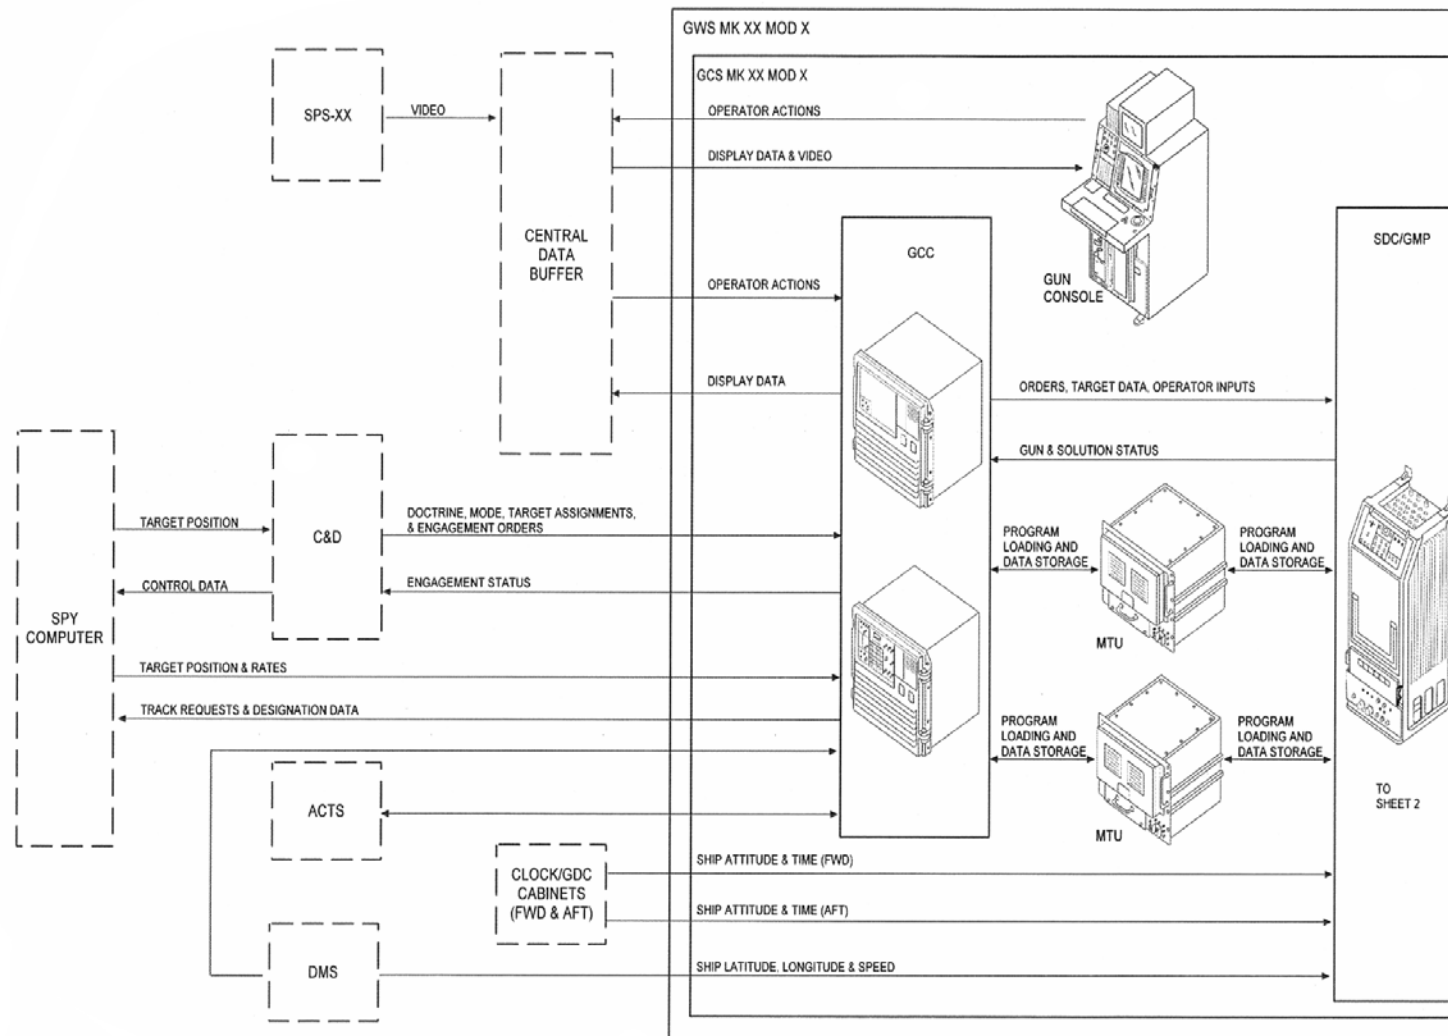 GWS MK XX MOD X
GCS MK XX MOD X
SPS-XX
VIDEO
OPERATOR ACTIONS
DISPLAY DATA & VIDEO
CENTRAL
DATA
BUFFER
GCC
SDC/GMP
GUN
CONSOLE
OPERATOR ACTIONS
DISPLAY DATA
ORDERS, TARGET DATA, OPERATOR INPUTS
GUN & SOLUTION STATUS
TARGET POSITION
C&D
DOCTRINE, MODE, TARGET ASSIGNMENTS,
& ENGAGEMENT ORDERS
PROGRAM
LOADING AND
DATA STORAGE
PROGRAM
LOADING AND
DATA STORAGE
CONTROL DATA
ENGAGEMENT STATUS
SPY
COMPUTER
MTU
TARGET POSITION & RATES
TRACK REQUESTS & DESIGNATION DATA
PROGRAM
LOADING AND
DATA STORAGE
PROGRAM
LOADING AND
DATA STORAGE
ACTS
TO
SHEET 2
MTU
CLOCK/GDC
CABINETS
(FWD & AFT)
SHIP ATTITUDE & TIME (FWD)
SHIP ATTITUDE & TIME (AFT)
DMS
SHIP LATITUDE, LONGITUDE & SPEED